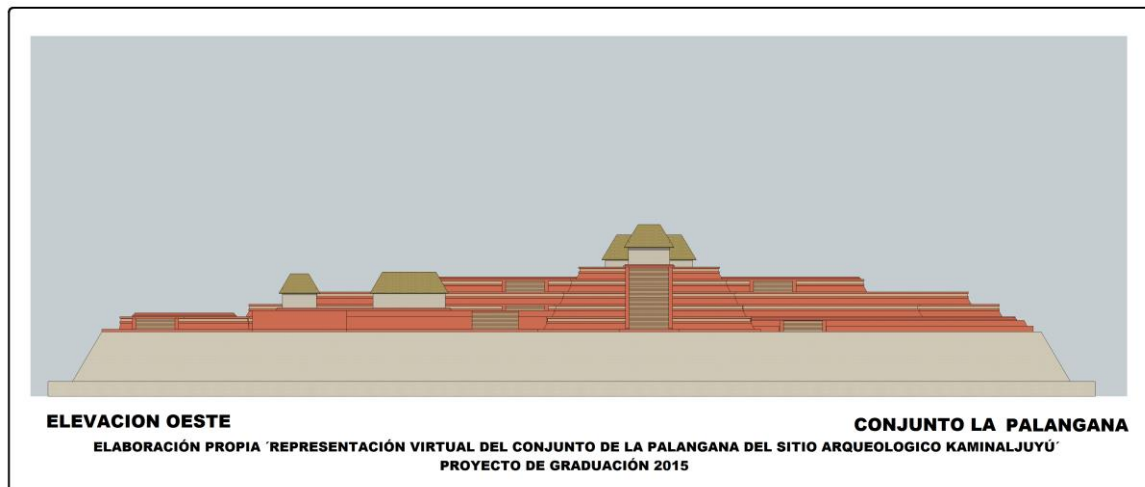 ELEVACION OESTE
CONJUNTO LA PALANGANA
ELABORACIÓN PROPIA ´REPRESENTACIÓN VIRTUAL DEL CONJUNTO DE LA PALANGANA DEL SITIO ARQUEOLOGICO KAMINALJUYÚ´
PROYECTO DE GRADUACIÓN 2015